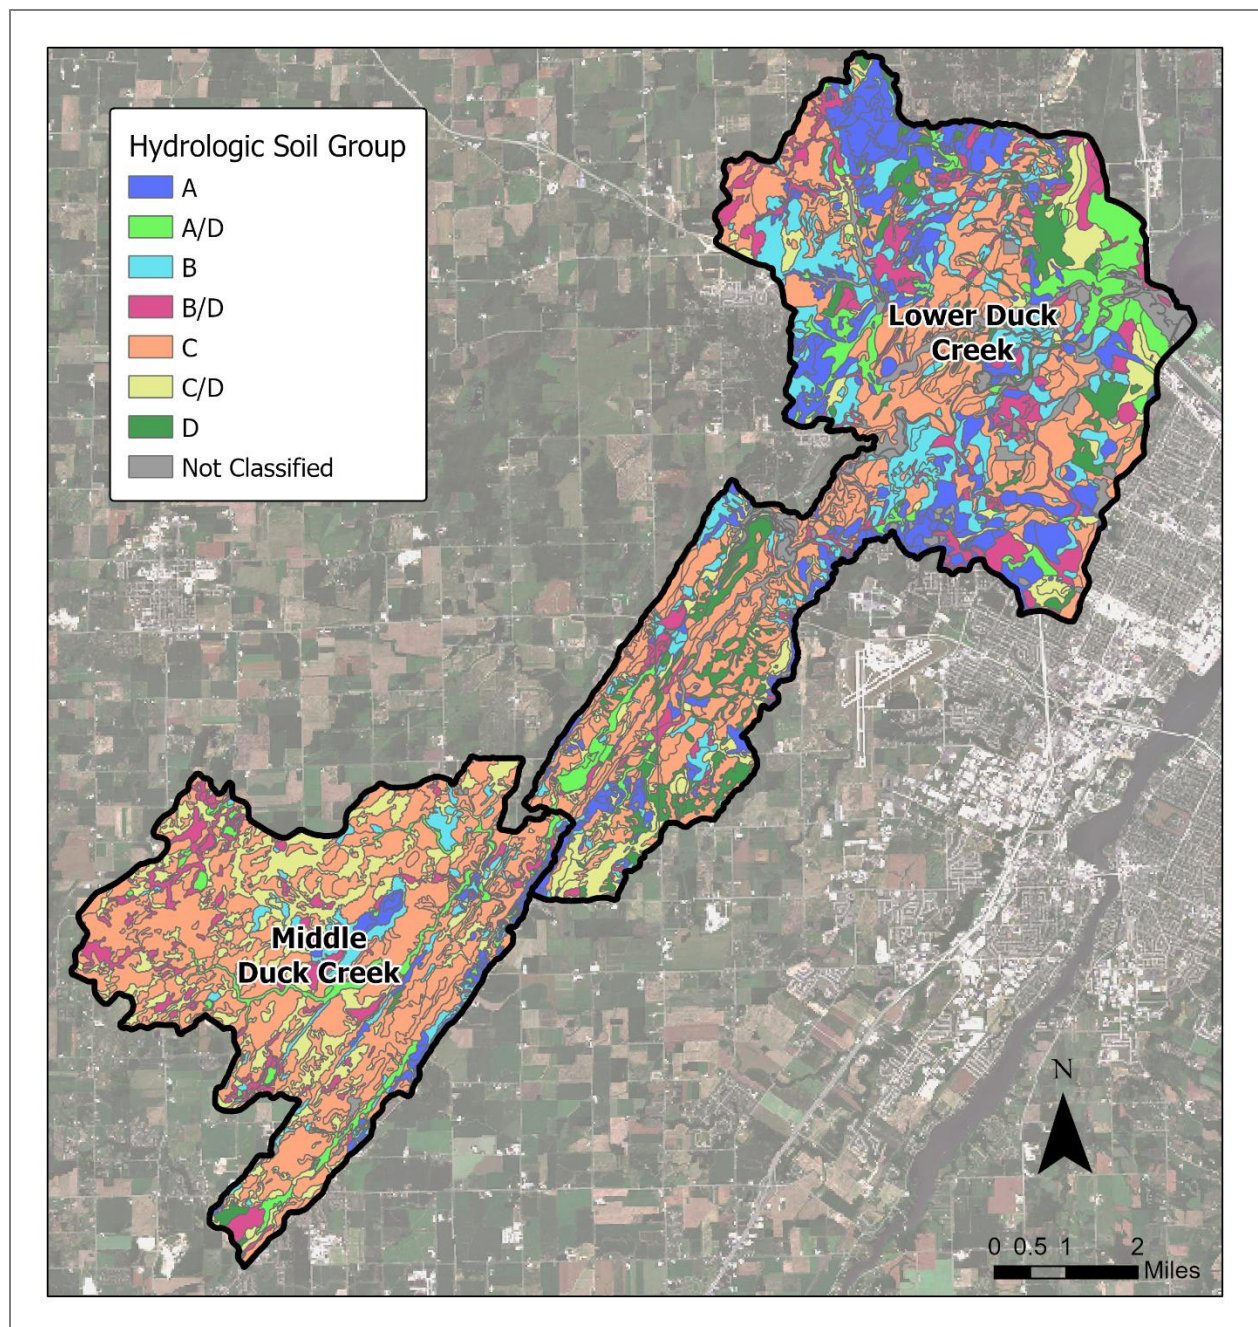 Hydrologic Soil Group
A
A/D
B
B/D
C
C/D
D
Not Classified
Lower Duck
Creek
Middle
Duck Creek
N
0 0.5 1 2
Miles